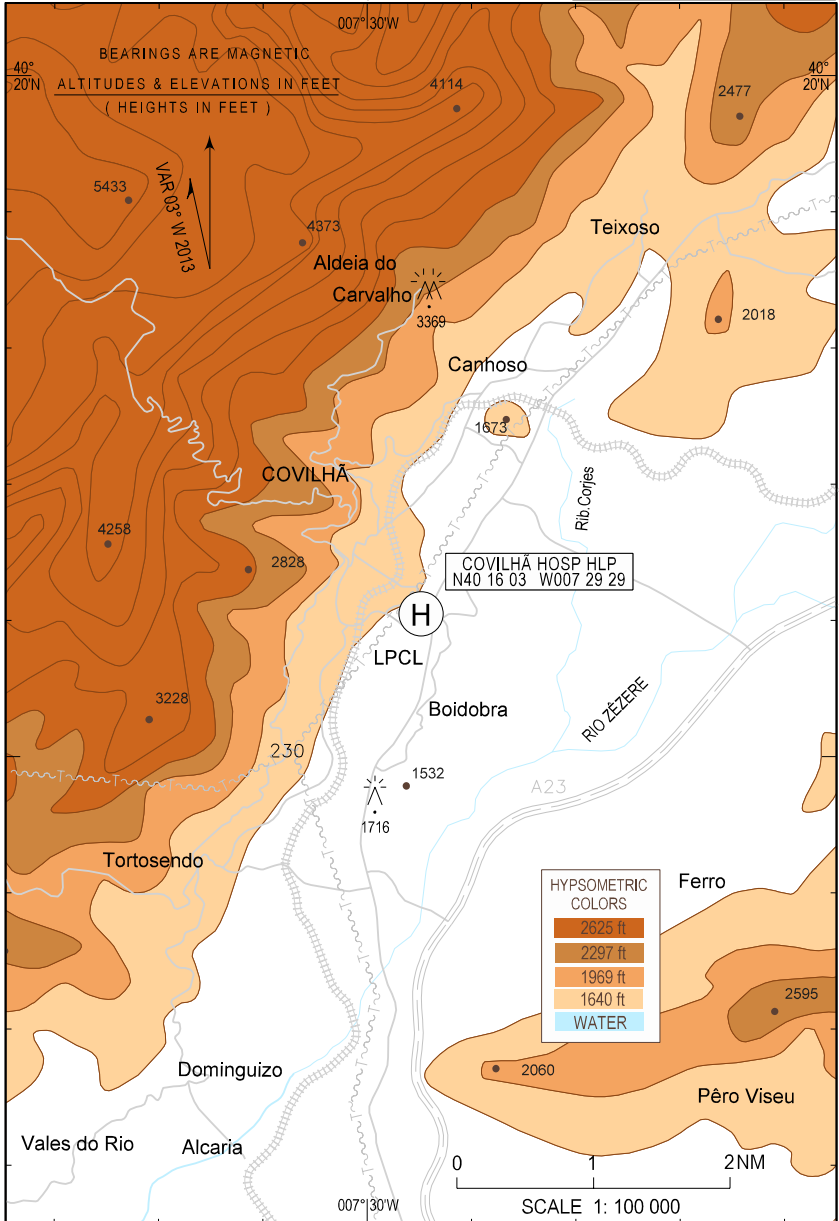 007°30'W
BEARINGS ARE MAGNETIC
ALTITUDES & ELEVATIONS IN FEET
( HEIGHTS IN FEET )
40°
20'N
40°
20'N
4114
2477
VAR 03° W 2013
5433
4373
Teixoso
Aldeia do
Carvalho
3369
2018
Canhoso
1673
COVILHÃ
Rib.Corjes
4258
2828
COVILHÃ HOSP HLP
N40 16 03 W007 29 29
H
LPCL
3228
Boidobra
RIO ZÉZERE
230
1532
A23
1716
Tortosendo
HYPSOMETRIC
COLORS
2625 ft
2297 ft
1969 ft
1640 ft
WATER
Ferro
2595
2060
Dominguizo
Pêro Viseu
Vales do Rio
Alcaria
0 1 2NM
SCALE 1: 100 000
007°30'W